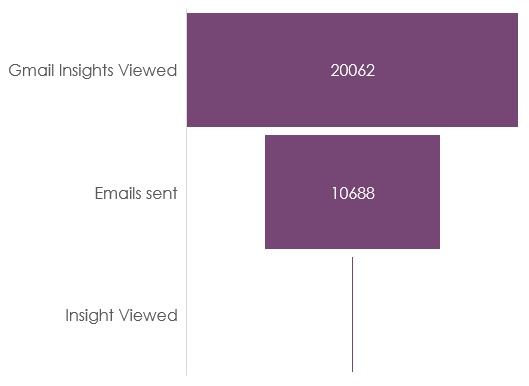 Gmail Insights Viewed
20062
Emails sent
10688
Insight Viewed